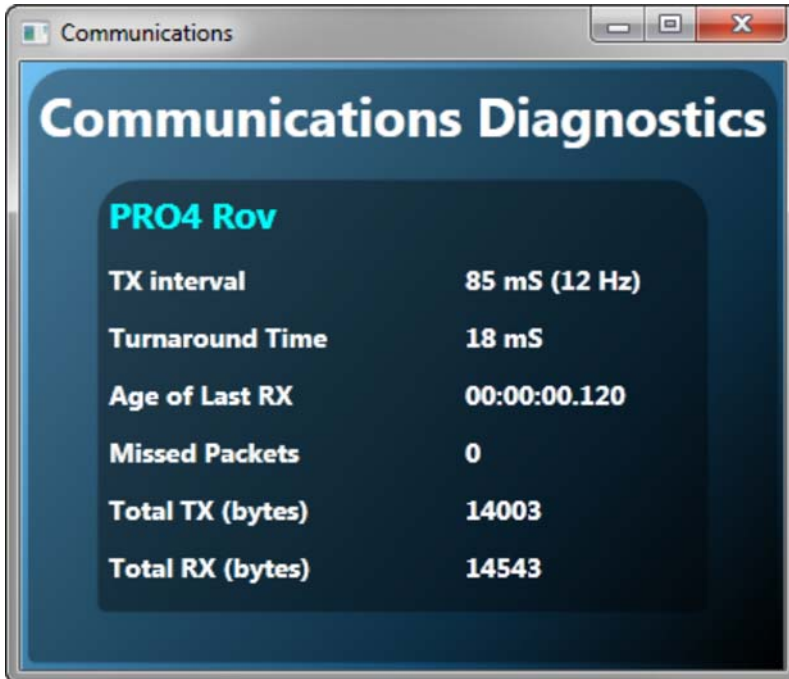 Communications
Communications Diagnostics
PRO4 Rov
TX interval 85 mS (12 Hz)
Turnaround Time 18 mS
Age of Last RX 00:00:00.120
Missed Packets 0
Total TX (bytes) 14003
Total RX (bytes) 14543